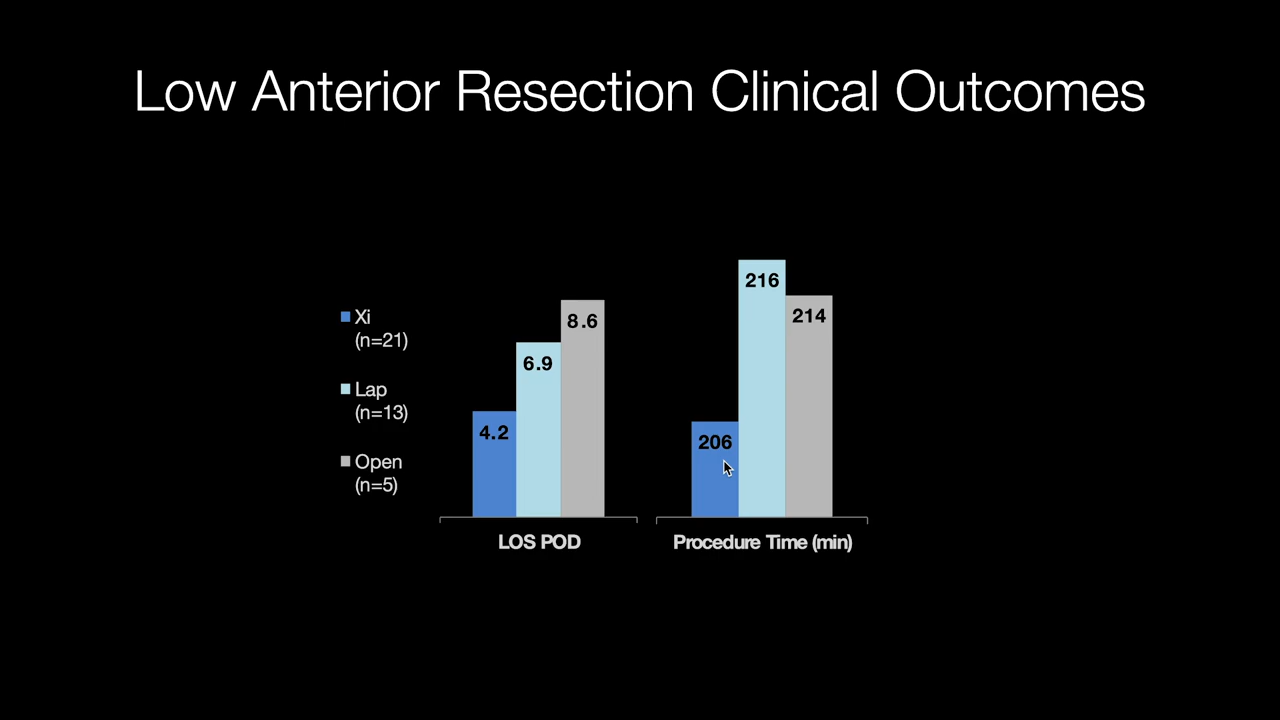 Low Anterior Resection Clinical Outcomes
Xi
(n=21)
Lap
(n=13)
Open
(n=5)
4.2
6.9
8.6
LOS POD
206
216
214
Procedure Time (min)